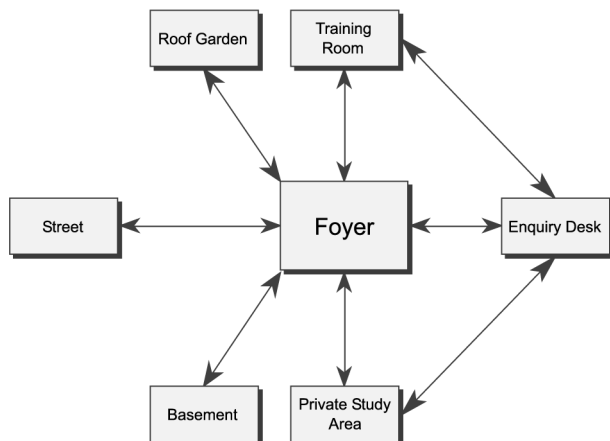 Roof Garden
Training
Room
Street
Foyer
Enquiry Desk
Basement
Private Study
Area